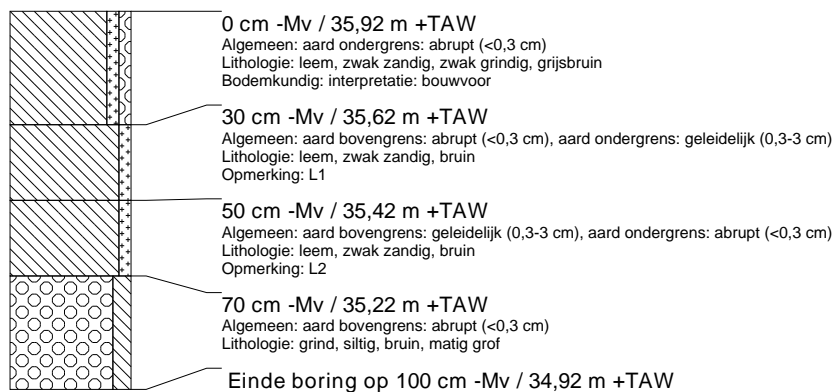 0 cm -Mv / 35,92 m +TAW
Algemeen: aard ondergrens: abrupt (<0,3 cm)
Lithologie: leem, zwak zandig, zwak grindig, grijsbruin
Bodemkundig: interpretatie: bouwvoor
30 cm -Mv / 35,62 m +TAW
Algemeen: aard bovengrens: abrupt (<0,3 cm), aard ondergrens: geleidelijk (0,3-3 cm)
Lithologie: leem, zwak zandig, bruin
Opmerking: L1
50 cm -Mv / 35,42 m +TAW
Algemeen: aard bovengrens: geleidelijk (0,3-3 cm), aard ondergrens: abrupt (<0,3 cm)
Lithologie: leem, zwak zandig, bruin
Opmerking: L2
70 cm -Mv / 35,22 m +TAW
Algemeen: aard bovengrens: abrupt (<0,3 cm)
Lithologie: grind, siltig, bruin, matig grof
Einde boring op 100 cm -Mv / 34,92 m +TAW